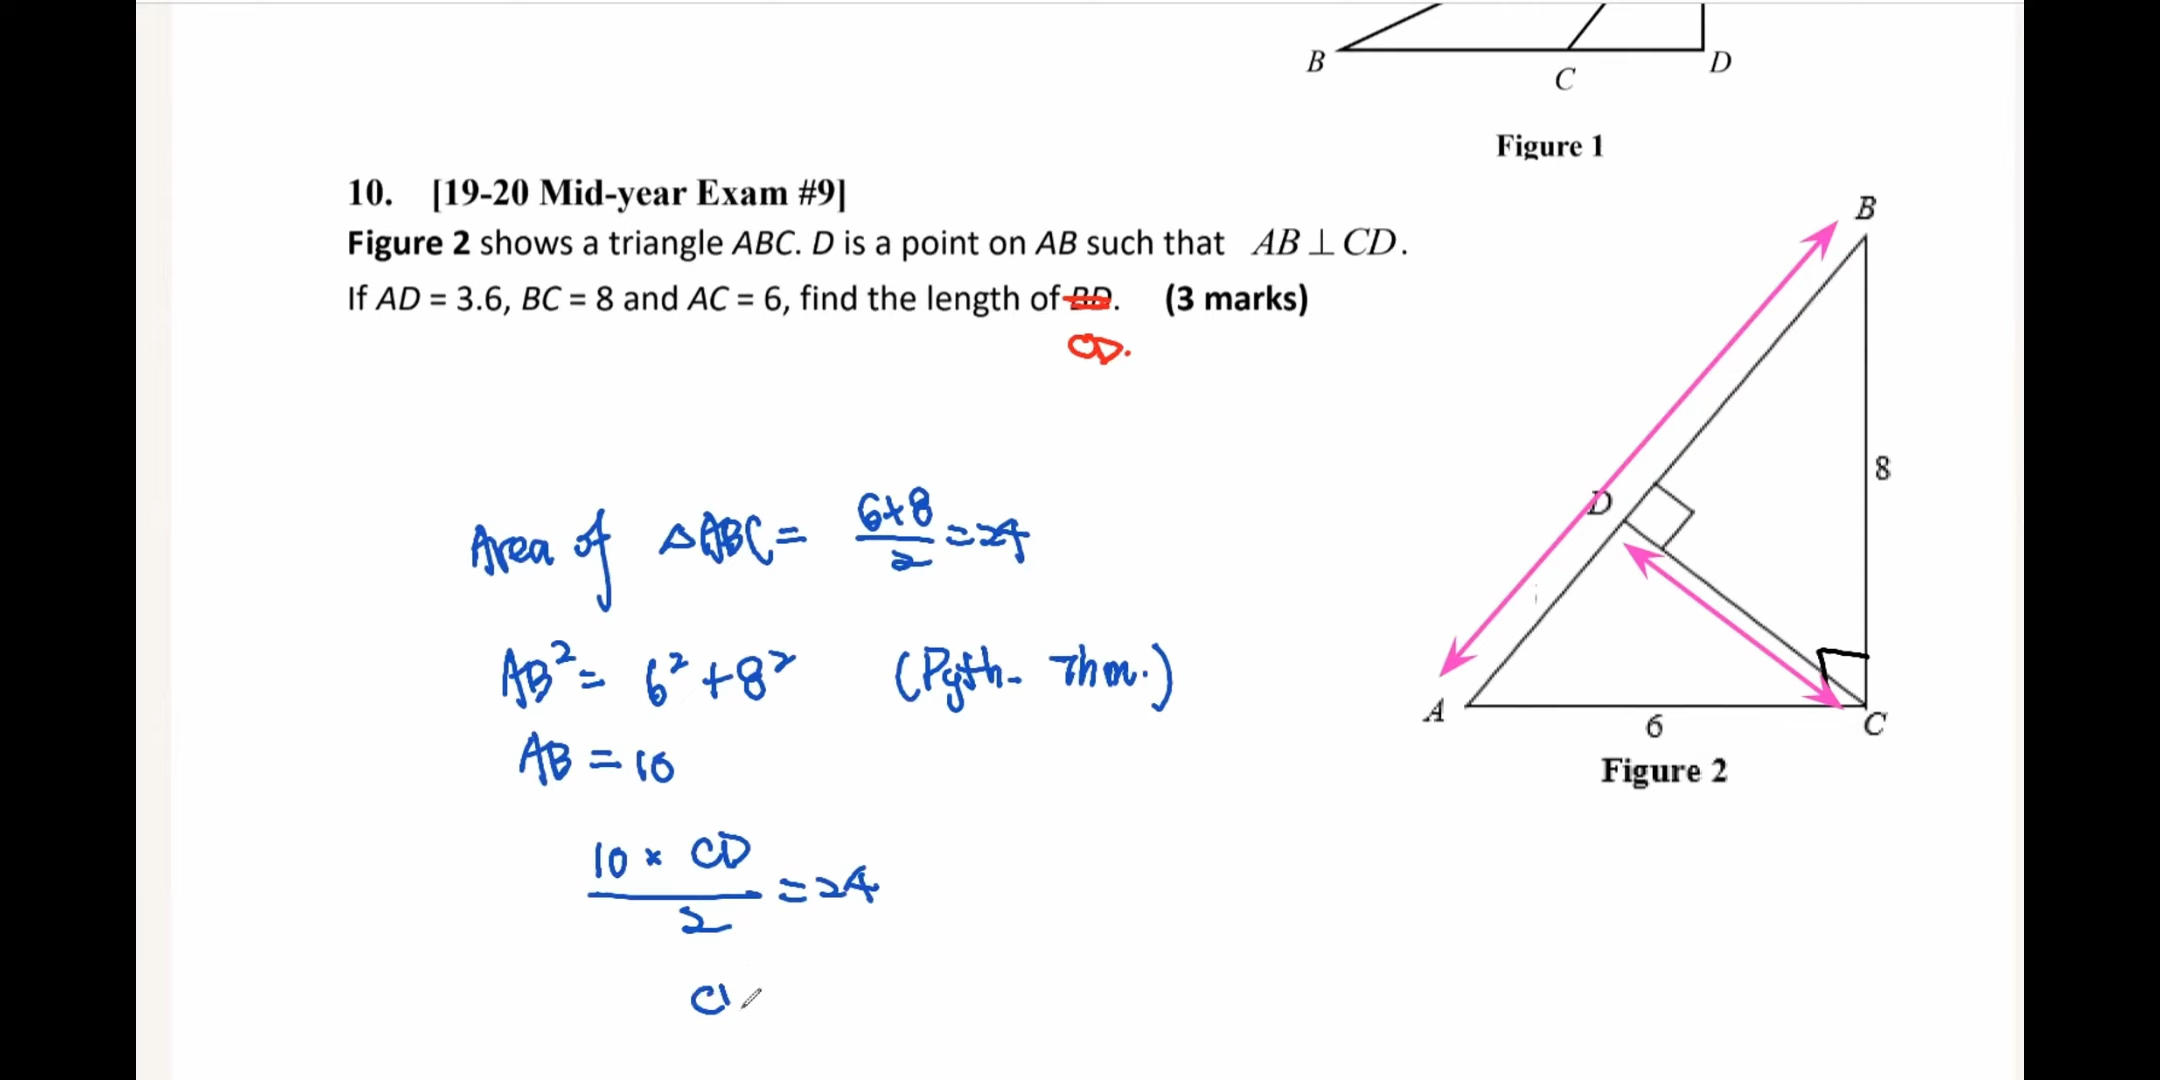 B
C
D
Figure 1
10. [19-20 Mid-year Exam #9]
Figure 2 shows a triangle ABC. D is a point on AB such that AB ⊥ CD.
If AD = 3.6, BC = 8 and AC = 6, find the length of BD. (3 marks)
CD.
B
8
D
A
6
C
Figure 2
Area of △ABC = 6+8/2 = 24
AB² = 6² + 8² (Pyth. Thm.)
AB = 10
10 × CD/2 = 24